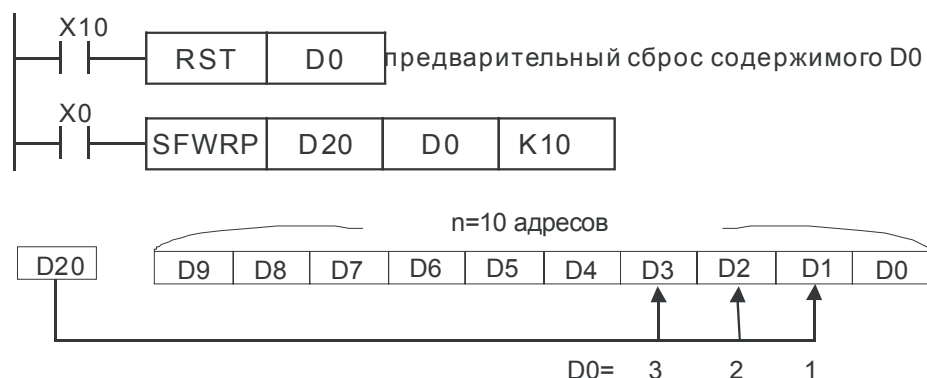 X10
RST D0 предварительный сброс содержимого D0
X0
SFWRP D20 D0 K10
n=10 адресов
D20 D9 D8 D7 D6 D5 D4 D3 D2 D1 D0
D0= 3 2 1